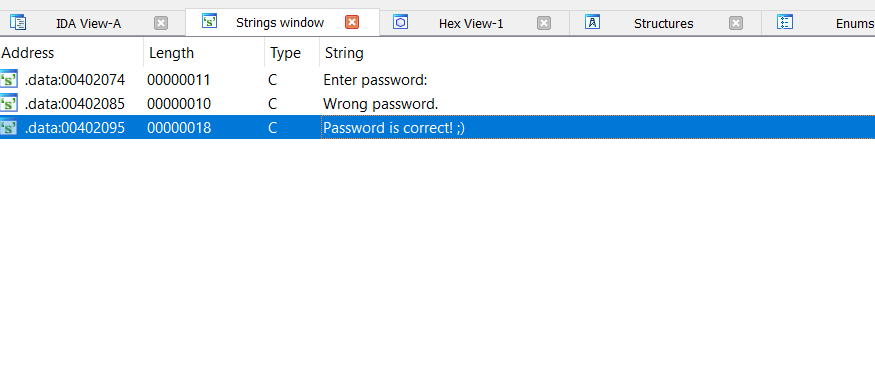 IDA View-A Strings window Hex View-1 Structures Enums
Address Length Type String
.data:00402074 00000011 C Enter password:
.data:00402085 00000010 C Wrong password.
.data:00402095 00000018 C Password is correct! ;)